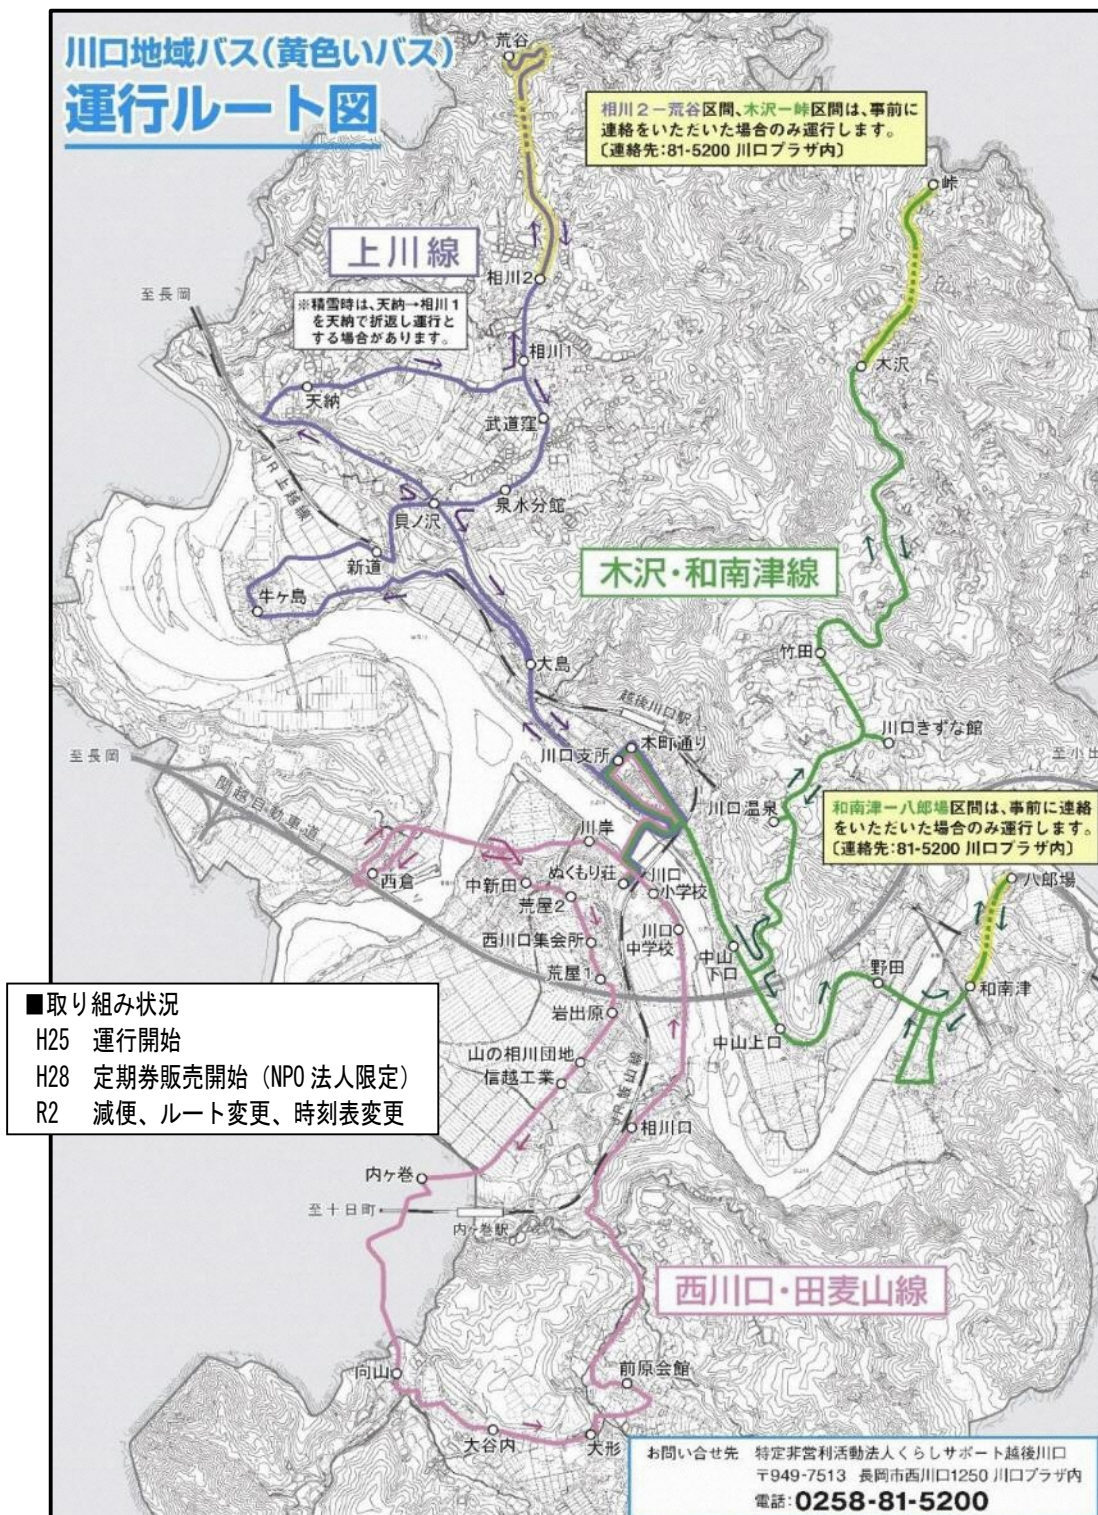 川口地域バス(黄色いバス)
運行ルート図
荒谷
相川2ー荒谷区間、木沢ー峠区間は、事前に
連絡をいただいた場合のみ運行します。
〔連絡先:81-5200 川口プラザ内〕
峠
上川線
相川2
至長岡
※積雪時は、天納→相川1
を天納で折返し運行と
する場合があります。
相川1
木沢
天納
武道窪
JR上越線
貝ノ沢
泉水分館
新道
木沢・和南津線
牛ヶ島
大島
竹田
越後川口駅
本町通り
川口支所
川口きずな館
至小出
至長岡
関越自動車道
川口温泉
和南津ー八郎場区間は、事前に連絡
をいただいた場合のみ運行します。
〔連絡先:81-5200 川口プラザ内〕
川岸
西倉
中新田
ぬくもり荘
川口
小学校
八郎場
荒屋2
川口
中学校
西川口集会所
中山
下口
野田
荒屋1
和南津
岩出原
中山上口
■取り組み状況
H25 運行開始
H28 定期券販売開始(NPO法人限定)
R2 減便、ルート変更、時刻表変更
山の相川団地
信越工業
JR飯山線
相川口
内ヶ巻
至十日町
内ヶ巻駅
西川口・田麦山線
向山
前原会館
大谷内
大形
お問い合せ先 特定非営利活動法人くらしサポート越後川口
〒949-7513 長岡市西川口1250 川口プラザ内
電話:0258-81-5200